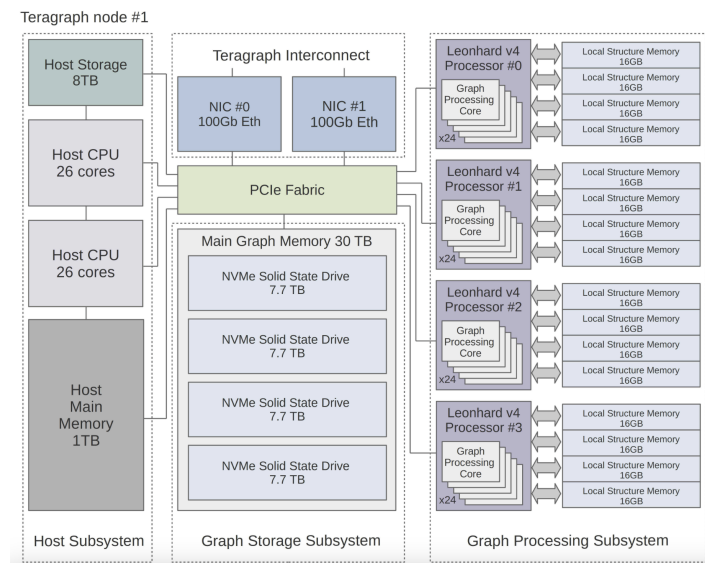 Teragraph node #1
Host Storage
8TB
Host CPU
26 cores
Host CPU
26 cores
Host
Main
Memory
1TB
Host Subsystem
Teragraph Interconnect
NIC #0
100Gb Eth
NIC #1
100Gb Eth
PCIe Fabric
Main Graph Memory 30 TB
NVMe Solid State Drive
7.7 TB
NVMe Solid State Drive
7.7 TB
NVMe Solid State Drive
7.7 TB
NVMe Solid State Drive
7.7 TB
Graph Storage Subsystem
Leonhard v4
Processor #0
Graph
Processing
Core
x24
Local Structure Memory
16GB
Local Structure Memory
16GB
Local Structure Memory
16GB
Local Structure Memory
16GB
Leonhard v4
Processor #1
Graph
Processing
Core
x24
Local Structure Memory
16GB
Local Structure Memory
16GB
Local Structure Memory
16GB
Local Structure Memory
16GB
Leonhard v4
Processor #2
Graph
Processing
Core
x24
Local Structure Memory
16GB
Local Structure Memory
16GB
Local Structure Memory
16GB
Local Structure Memory
16GB
Leonhard v4
Processor #3
Graph
Processing
Core
x24
Local Structure Memory
16GB
Local Structure Memory
16GB
Local Structure Memory
16GB
Local Structure Memory
16GB
Graph Processing Subsystem